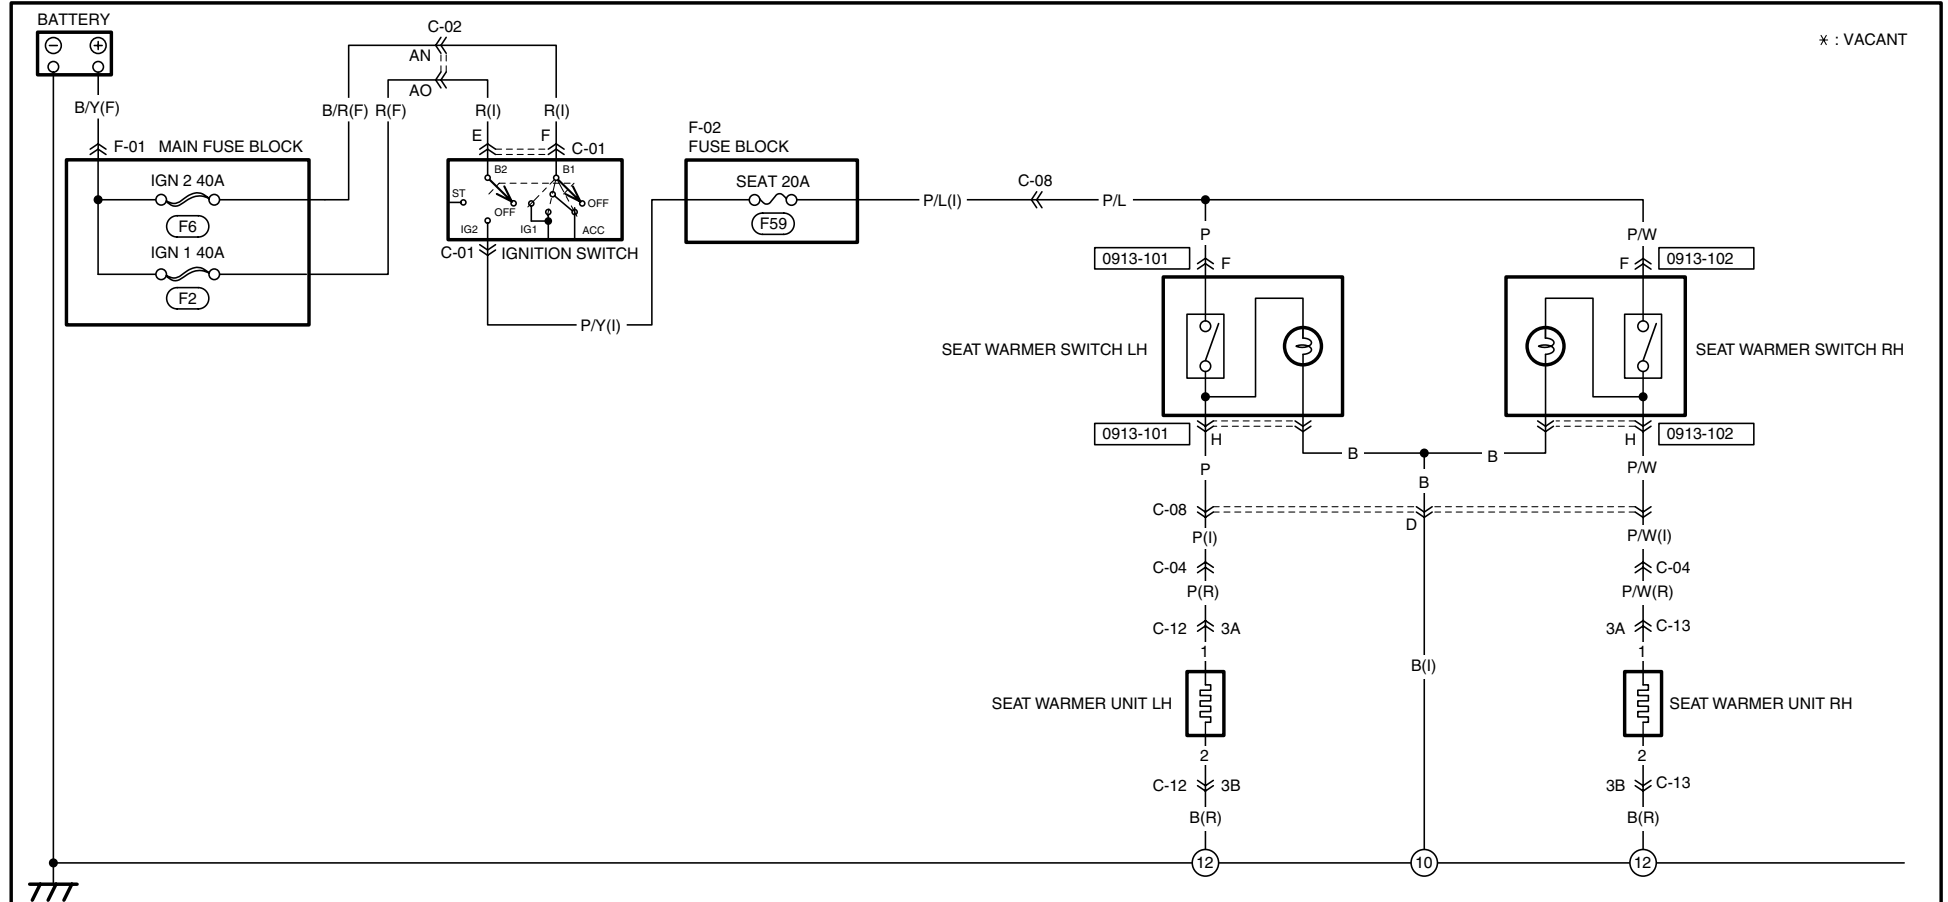 BATTERY
C-02
✳ : VACANT
AN
AO
B/Y(F)
B/R(F)
R(F)
R(I)
R(I)
E
F
C-01
F-01 MAIN FUSE BLOCK
IGN 2 40A
F6
IGN 1 40A
F2
B2
B1
ST
OFF
OFF
IG2
IG1
ACC
C-01
IGNITION SWITCH
P/Y(I)
F-02
FUSE BLOCK
SEAT 20A
F59
P/L(I)
C-08
P/L
P
P/W
0913-101
F
F
0913-102
SEAT WARMER SWITCH LH
SEAT WARMER SWITCH RH
0913-101
H
H
0913-102
B
B
P
B
P/W
C-08
D
P(I)
P/W(I)
C-04
C-04
P(R)
P/W(R)
C-12
3A
3A
C-13
1
1
B(I)
SEAT WARMER UNIT LH
SEAT WARMER UNIT RH
2
2
C-12
3B
3B
C-13
B(R)
B(R)
12
10
12